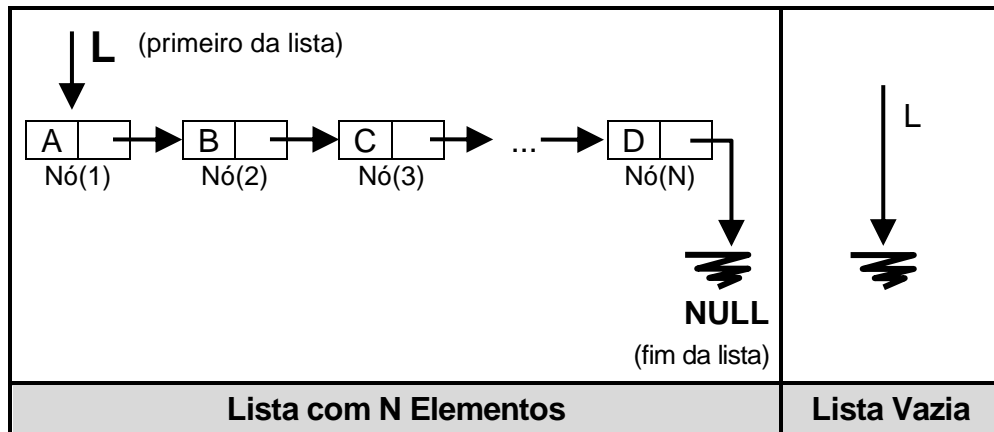 L (primeiro da lista)
L
A B C ... D
Nó(1) Nó(2) Nó(3) Nó(N)
NULL
(fim da lista)
Lista com N Elementos
Lista Vazia